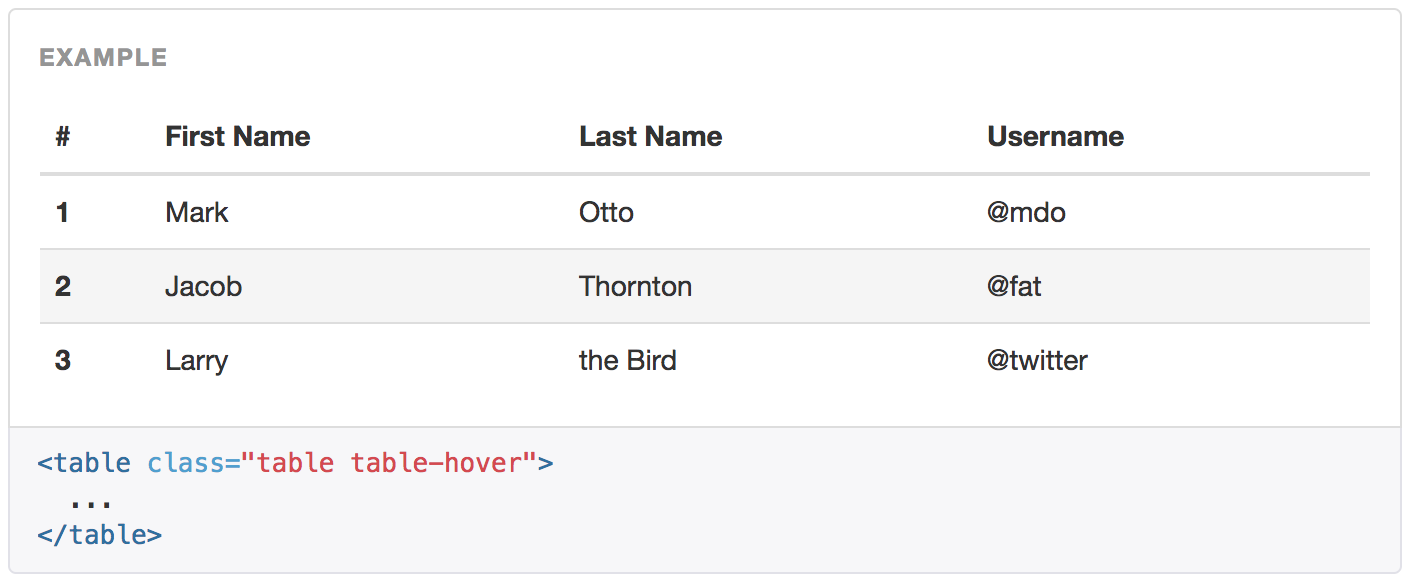 EXAMPLE
# First Name Last Name Username
1 Mark Otto @mdo
2 Jacob Thornton @fat
3 Larry the Bird @twitter
<table class="table table-hover">
  ...
</table>